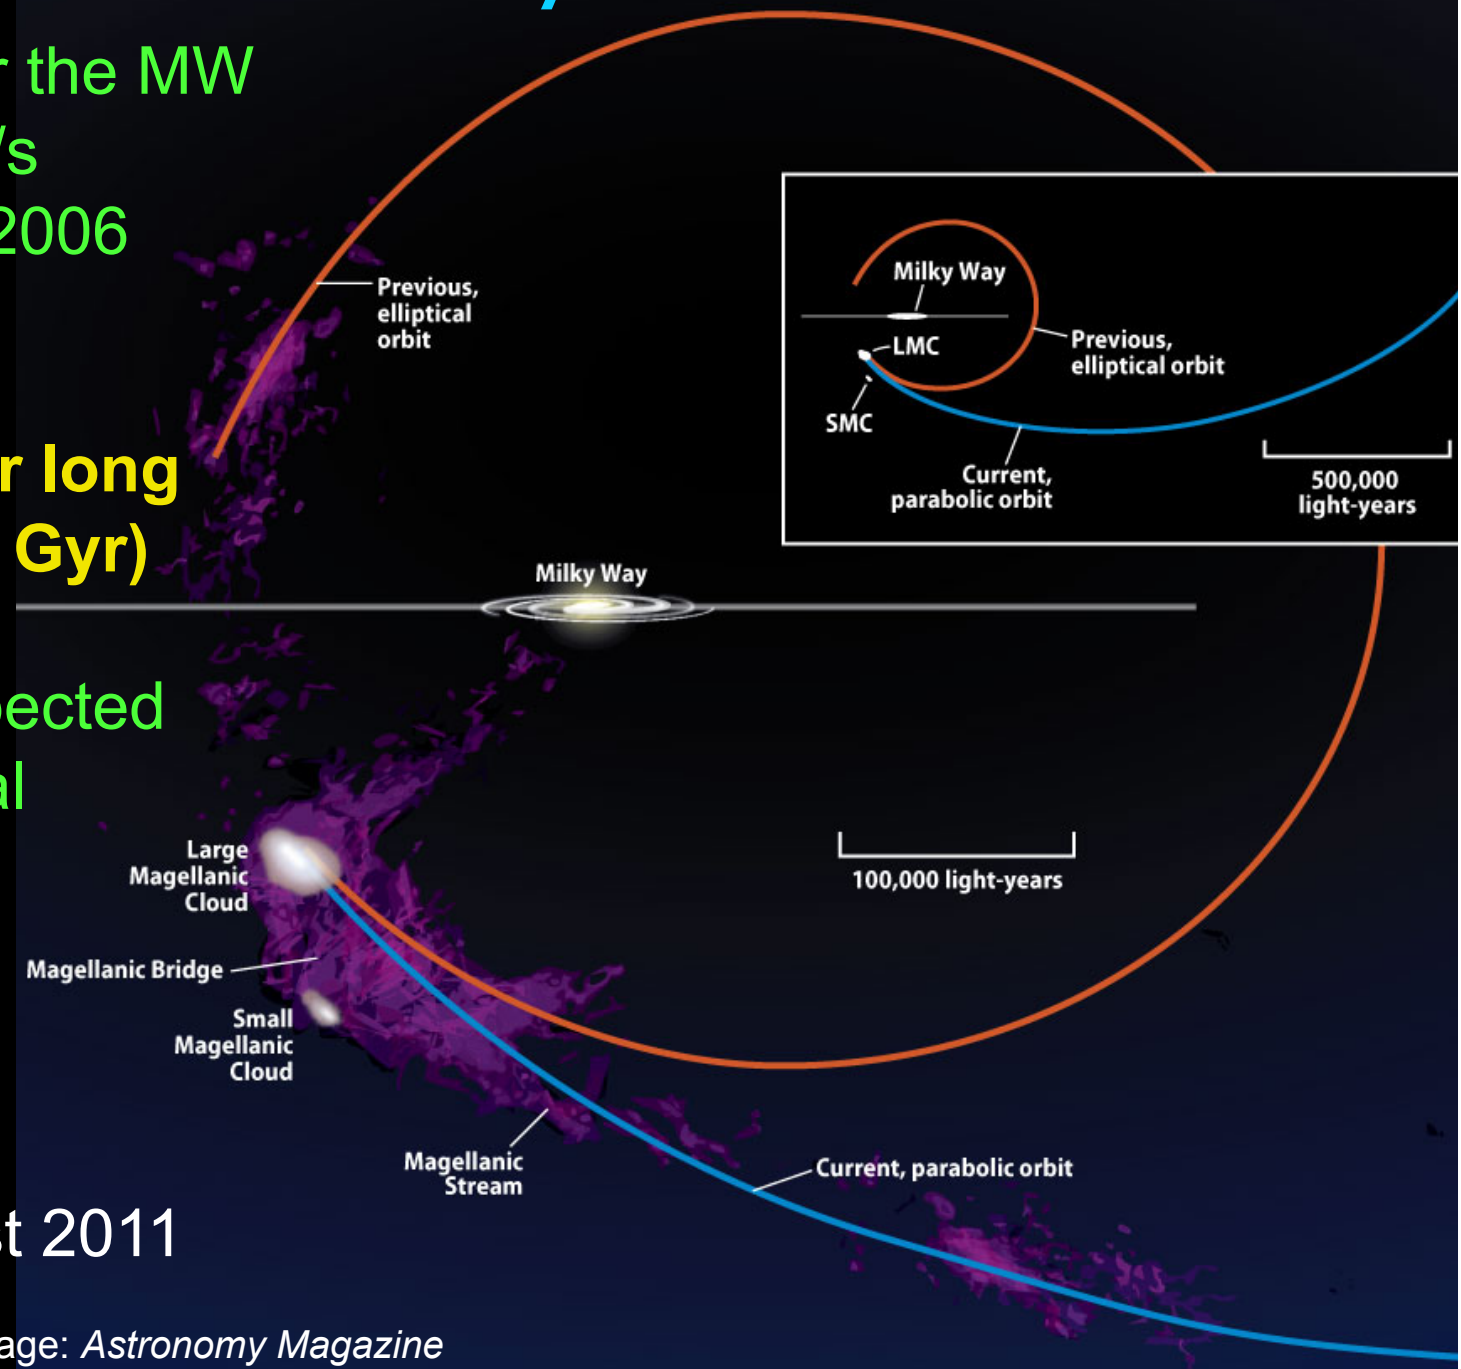 r the MW
/s
2006
r long
Gyr)
pected
al
st 2011
age: Astronomy Magazine
Previous,
elliptical
orbit
Milky Way
LMC
SMC
Previous,
elliptical orbit
Current,
parabolic orbit
500,000
light-years
Milky Way
Large
Magellanic
Cloud
100,000 light-years
Magellanic Bridge
Small
Magellanic
Cloud
Magellanic
Stream
Current, parabolic orbit